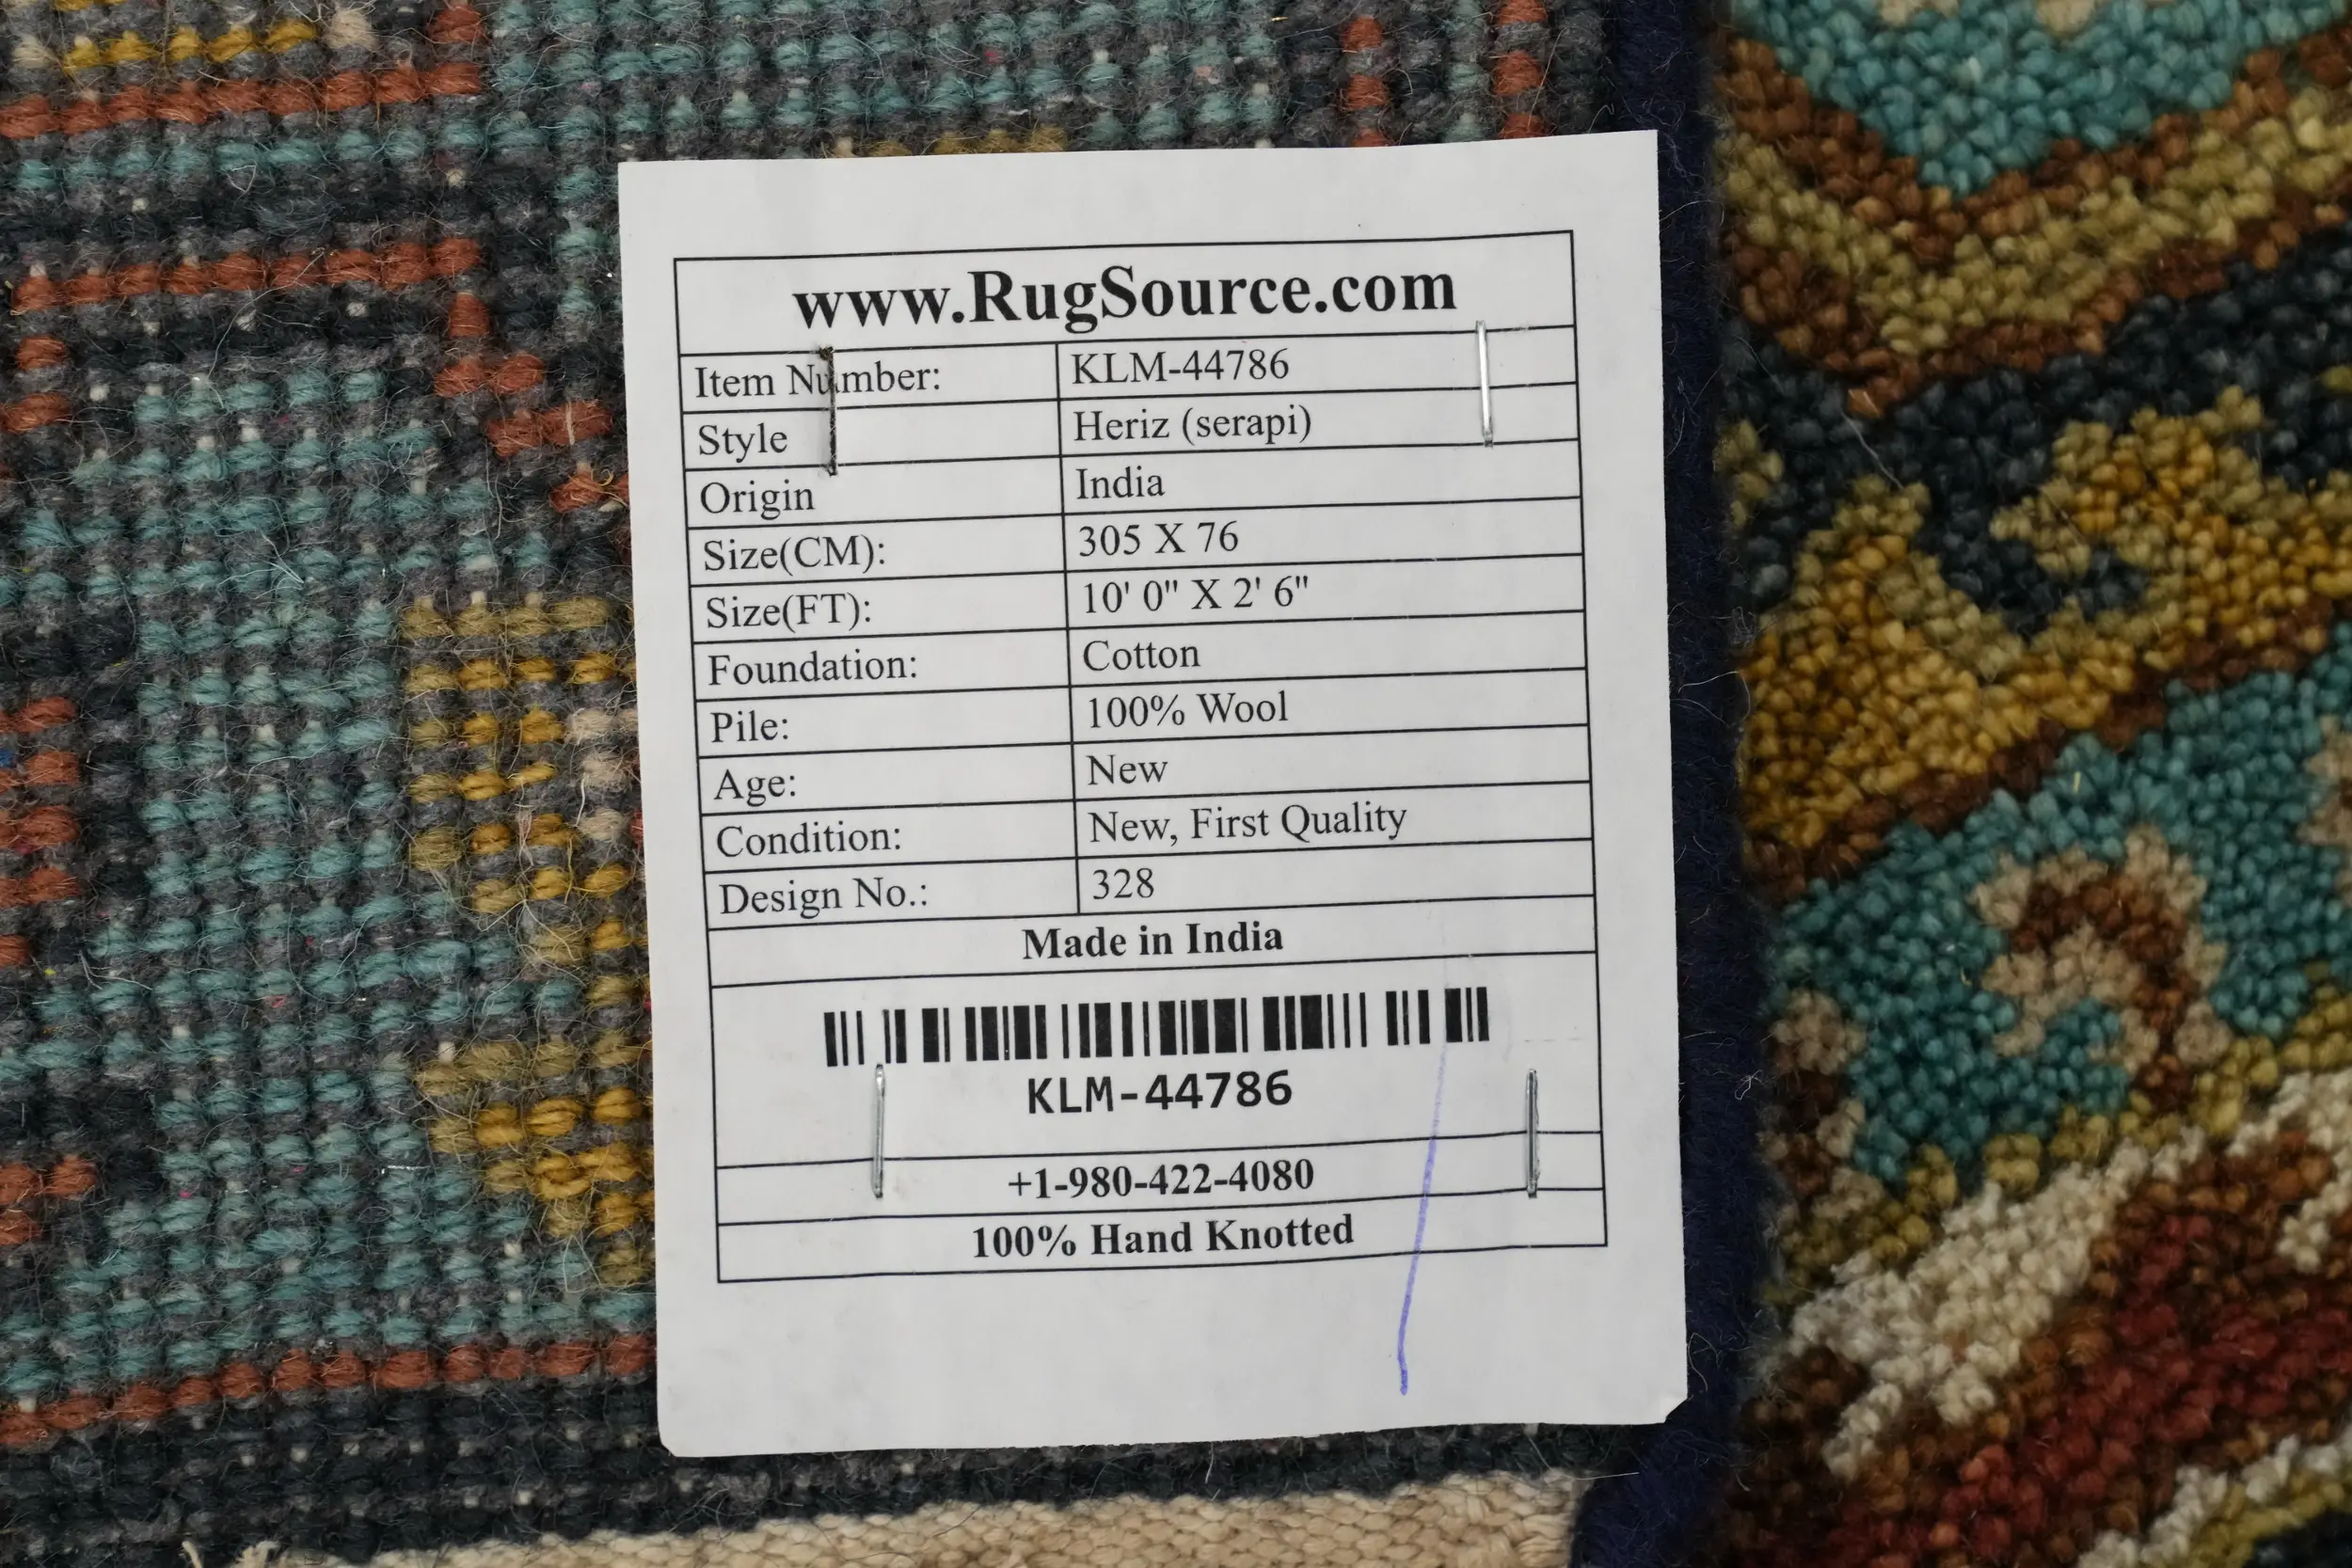 www.RugSource.com
Item Number: KLM-44786
Style Heriz (serapi)
Origin India
Size(CM): 305 X 76
Size(FT): 10' 0" X 2' 6"
Foundation: Cotton
Pile: 100% Wool
Age: New
Condition: New, First Quality
Design No.: 328
Made in India
KLM-44786
+1-980-422-4080
100% Hand Knotted